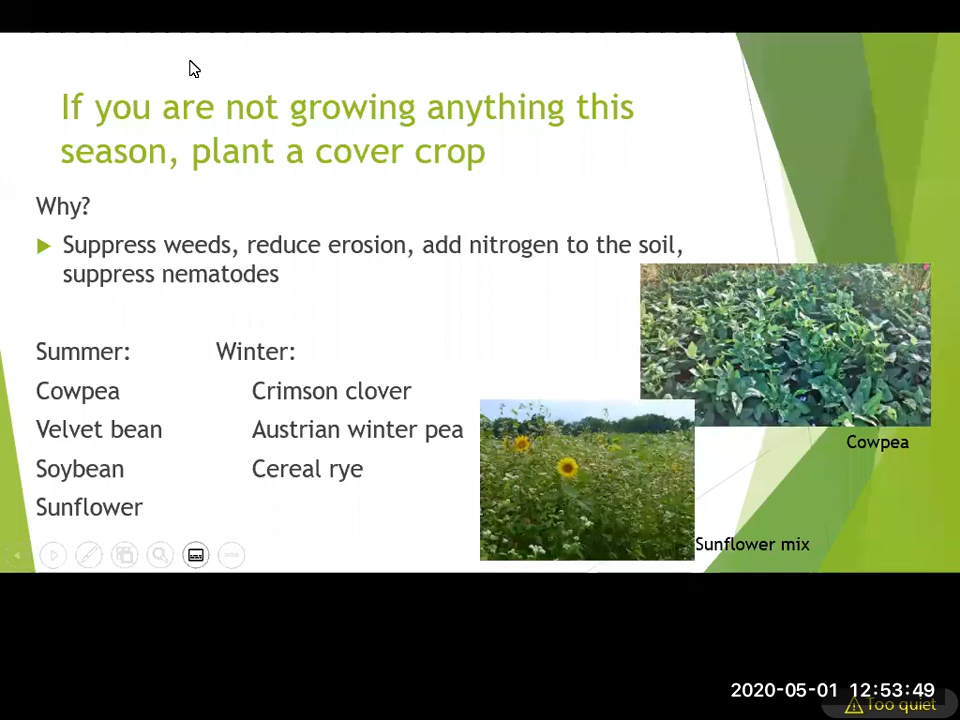 If you are not growing anything this
season, plant a cover crop
Why?
Suppress weeds, reduce erosion, add nitrogen to the soil,
suppress nematodes
Summer: Winter:
Cowpea Crimson clover
Velvet bean Austrian winter pea
Soybean Cereal rye
Sunflower
Cowpea
Sunflower mix
2020-05-01 12:53:49
Too quiet